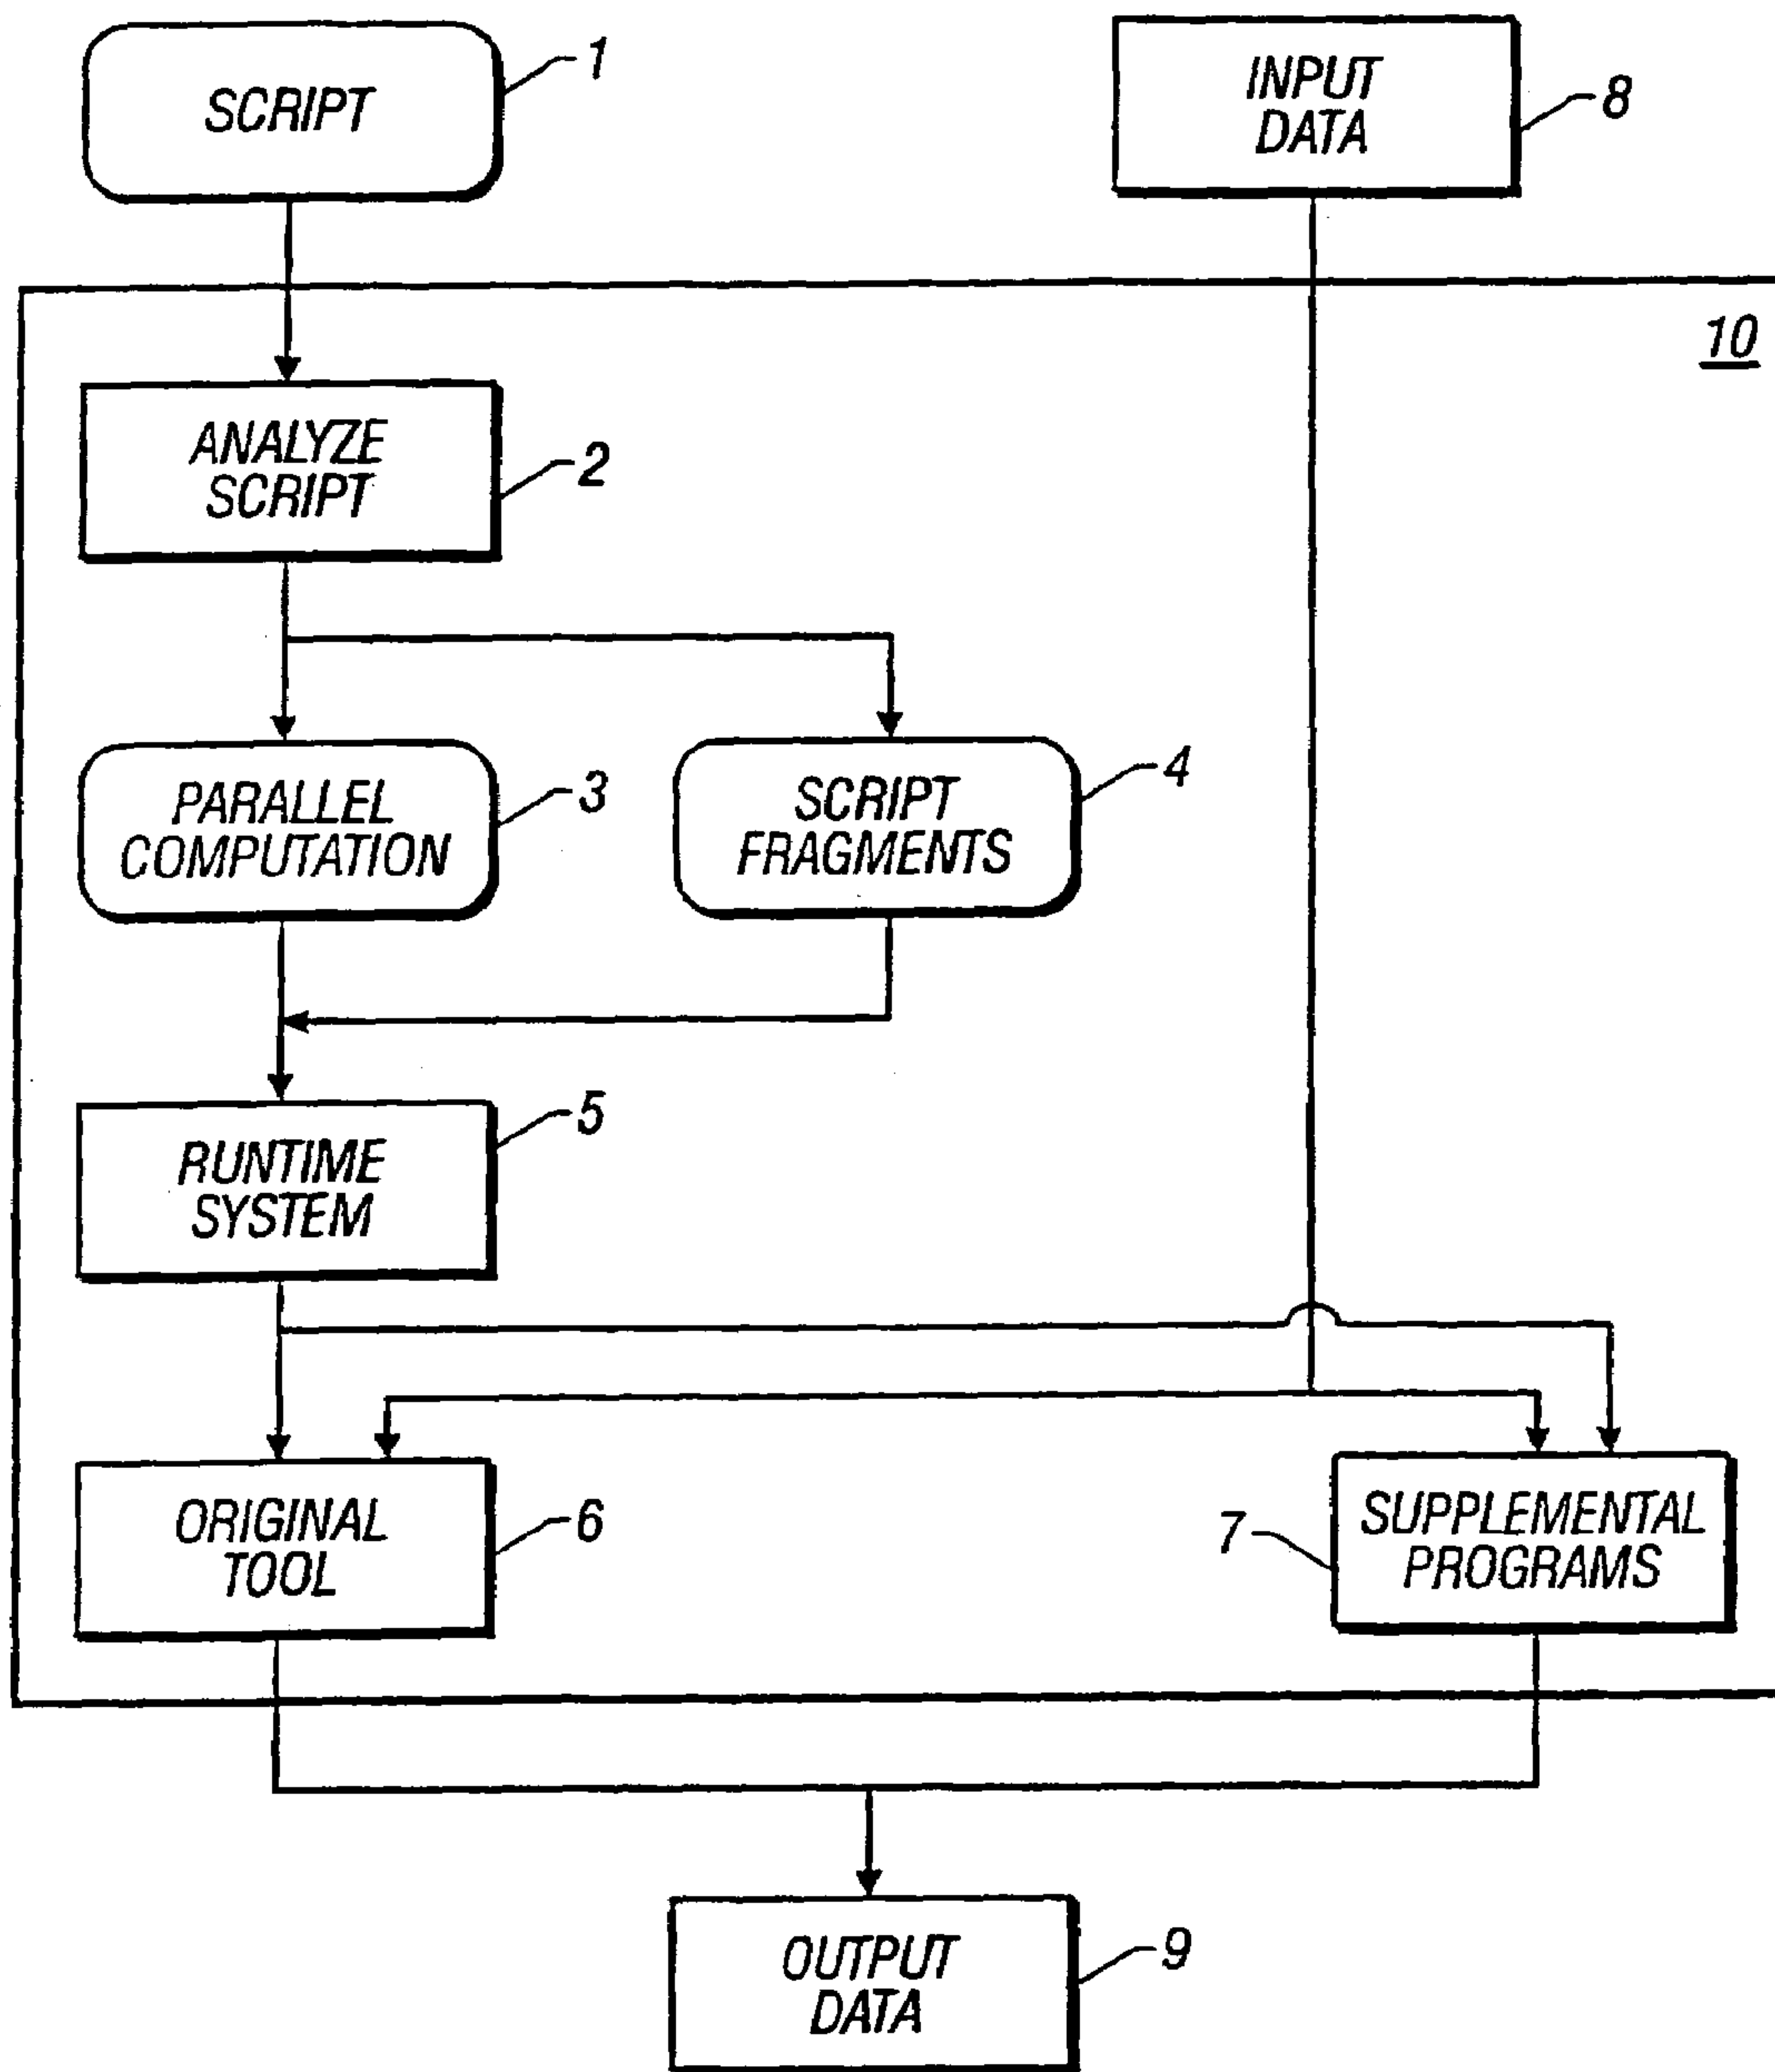 SCRIPT
1
INPUT
DATA
8
10
ANALYZE
SCRIPT
2
PARALLEL
COMPUTATION
3
SCRIPT
FRAGMENTS
4
RUNTIME
SYSTEM
5
ORIGINAL
TOOL
6
7
SUPPLEMENTAL
PROGRAMS
OUTPUT
DATA
9